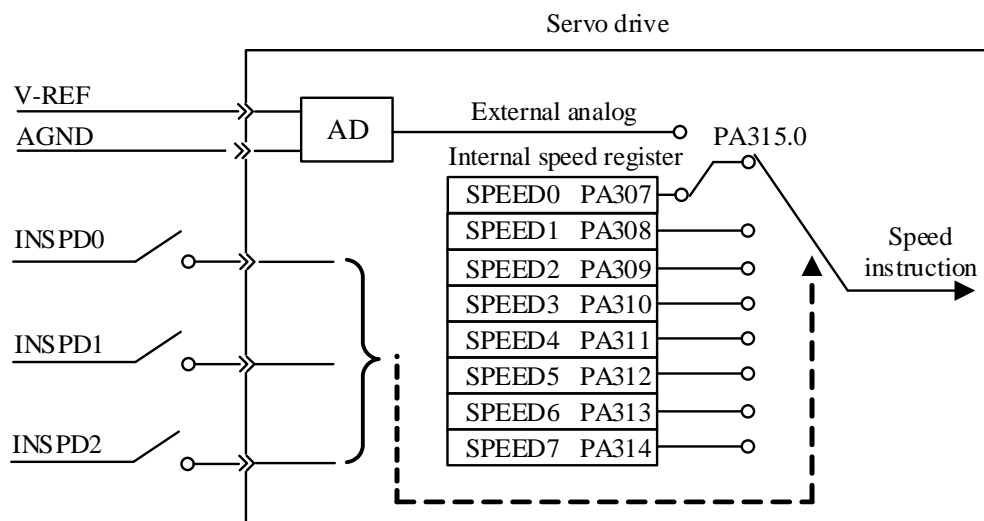 Servo drive
V-REF
AGND
AD
External analog
PA315.0
Internal speed register
SPEED0 PA307
SPEED1 PA308
SPEED2 PA309
SPEED3 PA310
SPEED4 PA311
SPEED5 PA312
SPEED6 PA313
SPEED7 PA314
INSPD0
INSPD1
INSPD2
Speed
instruction